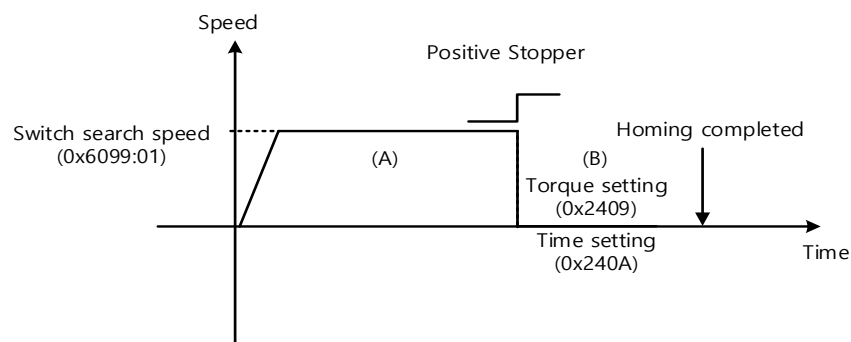 Speed
Positive Stopper
Switch search speed
(0x6099:01)
Homing completed
(A)
(B)
Torque setting
(0x2409)
Time setting
(0x240A)
Time